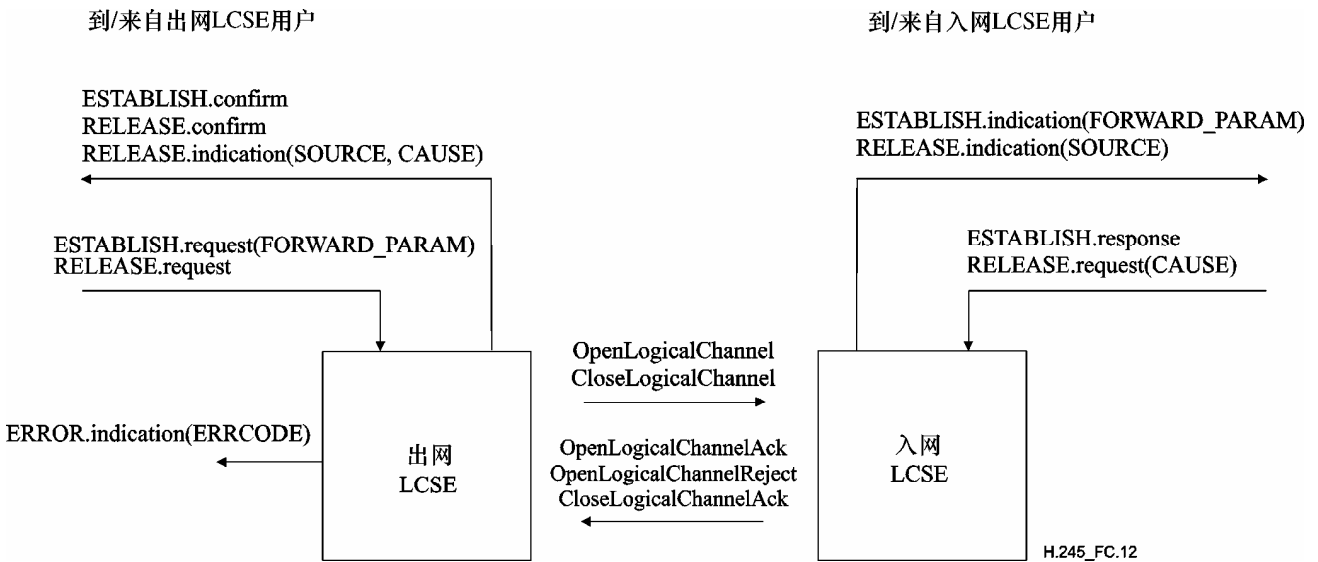 到/来自出网LCSE用户
到/来自入网LCSE用户
ESTABLISH.confirm
RELEASE.confirm
RELEASE.indication(SOURCE, CAUSE)
ESTABLISH.indication(FORWARD_PARAM)
RELEASE.indication(SOURCE)
ESTABLISH.request(FORWARD_PARAM)
RELEASE.request
ESTABLISH.response
RELEASE.request(CAUSE)
OpenLogicalChannel
CloseLogicalChannel
ERROR.indication(ERRCODE)
出网
LCSE
OpenLogicalChannelAck
OpenLogicalChannelReject
CloseLogicalChannelAck
入网
LCSE
H.245_FC.12